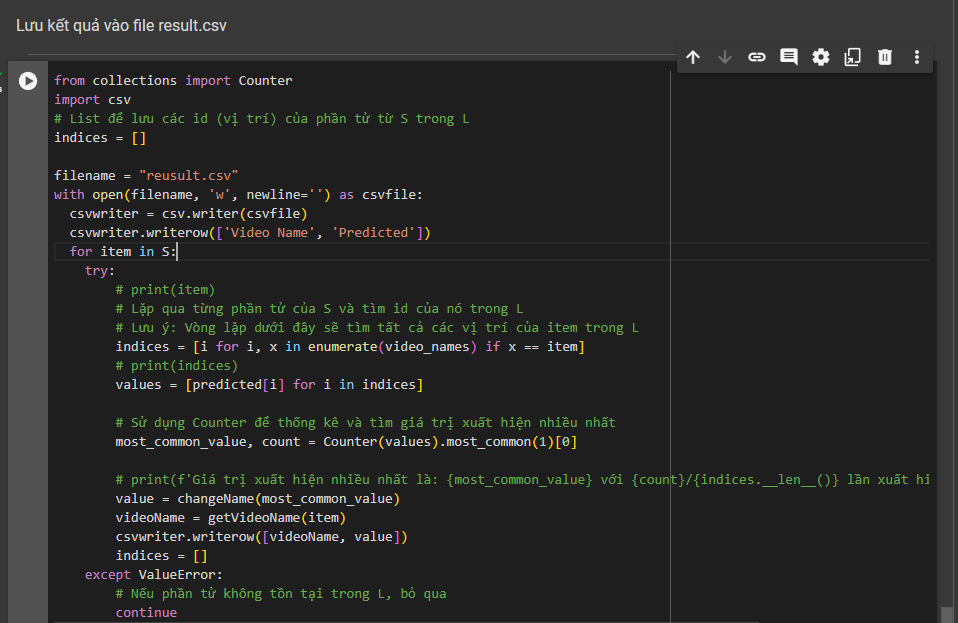 Lưu kết quả vào file result.csv
from collections import Counter
import csv
# List để lưu các id (vị trí) của phần tử từ S trong L
indices = []
filename = "reusult.csv"
with open(filename, 'w', newline='') as csvfile:
  csvwriter = csv.writer(csvfile)
  csvwriter.writerow(['Video Name', 'Predicted'])
  for item in S:
    try:
        # print(item)
        # Lặp qua từng phần tử của S và tìm id của nó trong L
        # Lưu ý: Vòng lặp dưới đây sẽ tìm tất cả các vị trí của item trong L
        indices = [i for i, x in enumerate(video_names) if x == item]
        # print(indices)
        values = [predicted[i] for i in indices]
        # Sử dụng Counter để thống kê và tìm giá trị xuất hiện nhiều nhất
        most_common_value, count = Counter(values).most_common(1)[0]
        # print(f'Giá trị xuất hiện nhiều nhất là: {most_common_value} với {count}/{indices.__len__()} lần xuất hi
        value = changeName(most_common_value)
        videoName = getVideoName(item)
        csvwriter.writerow([videoName, value])
        indices = []
    except ValueError:
        # Nếu phần tử không tồn tại trong L, bỏ qua
        continue